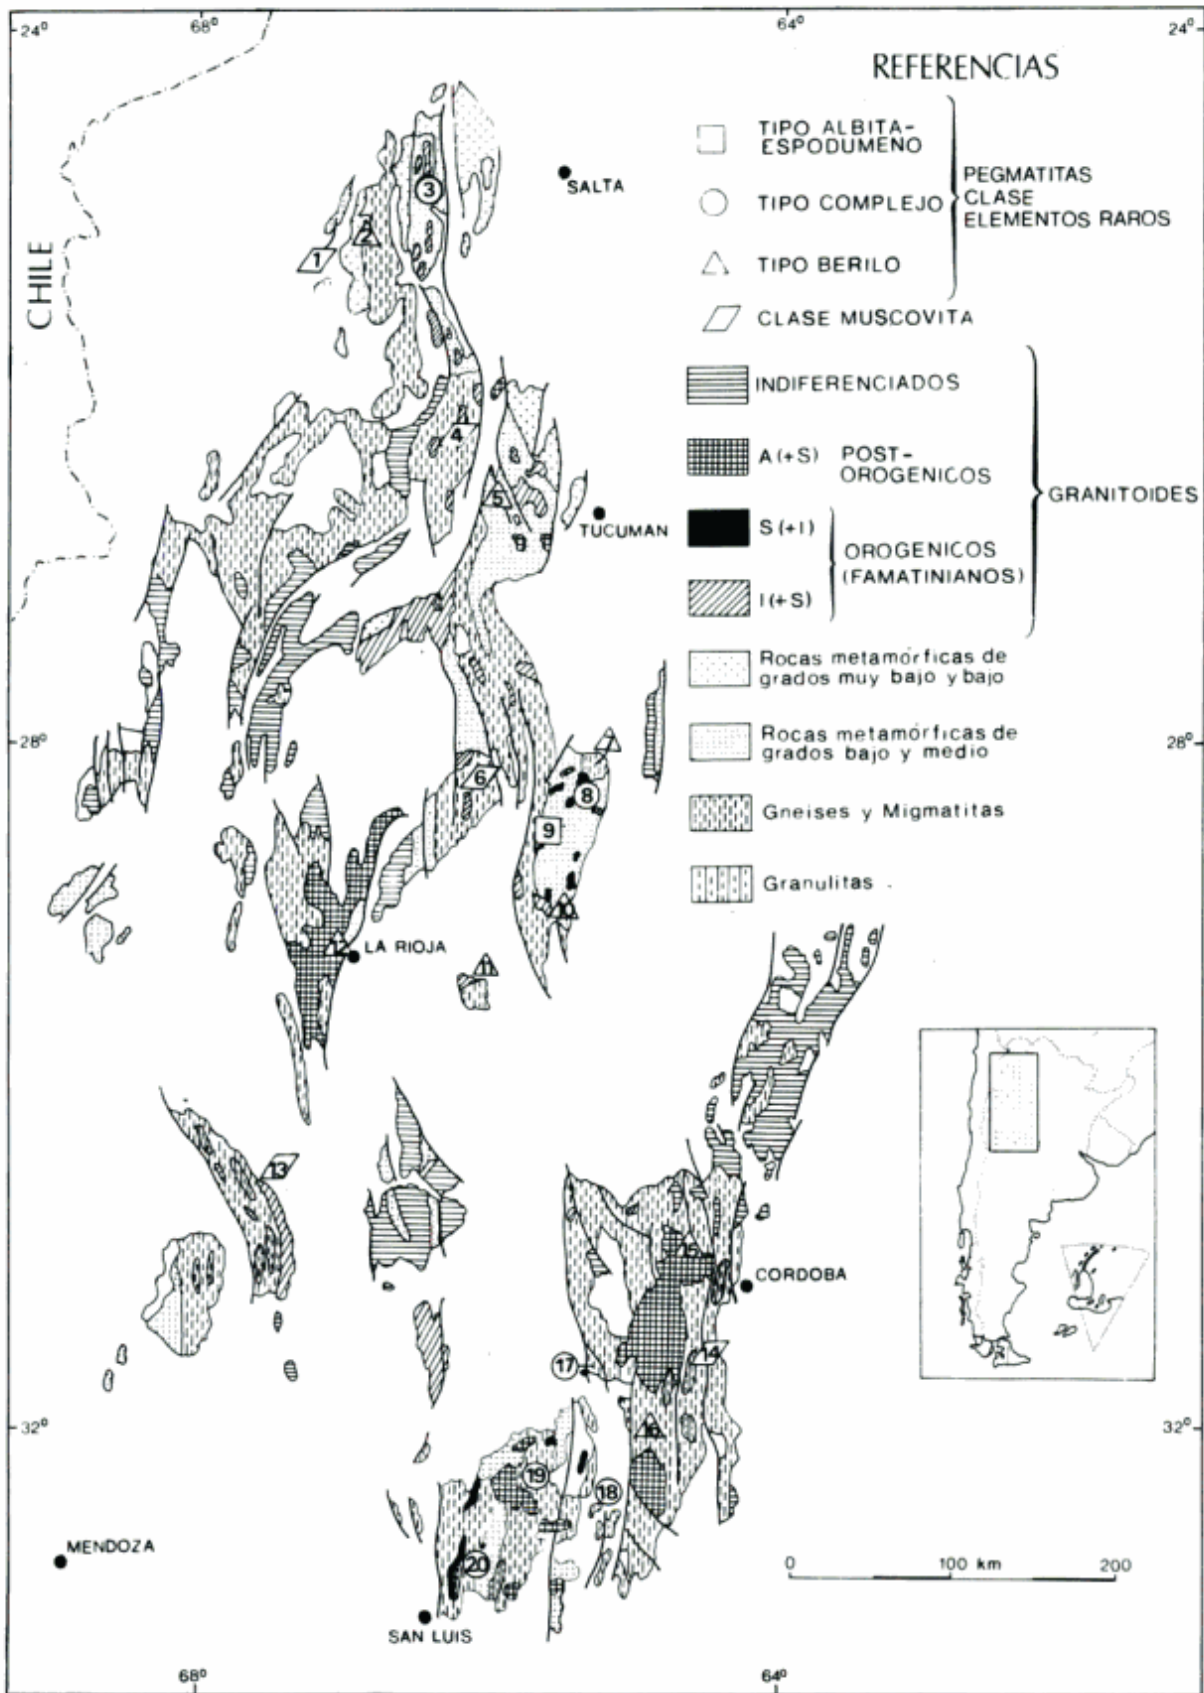 24°
68°
64°
24°
REFERENCIAS
TIPO ALBITA-
ESPODUMENO
TIPO COMPLEJO
TIPO BERILO
PEGMATITAS
CLASE
ELEMENTOS RAROS
CLASE MUSCOVITA
INDIFERENCIADOS
A (+S)
POST-
OROGENICOS
S (+I)
I (+S)
OROGENICOS
(FAMATINIANOS)
GRANITOIDES
Rocas metamórficas de
grados muy bajo y bajo
Rocas metamórficas de
grados bajo y medio
Gneises y Migmatitas
Granulitas
CHILE
SALTA
3
2
1
4
5
TUCUMAN
28°
28°
6
7
8
9
10
12
LA RIOJA
11
13
15
CORDOBA
14
17
32°
32°
16
19
18
20
MENDOZA
SAN LUIS
0
100 km
200
68°
64°